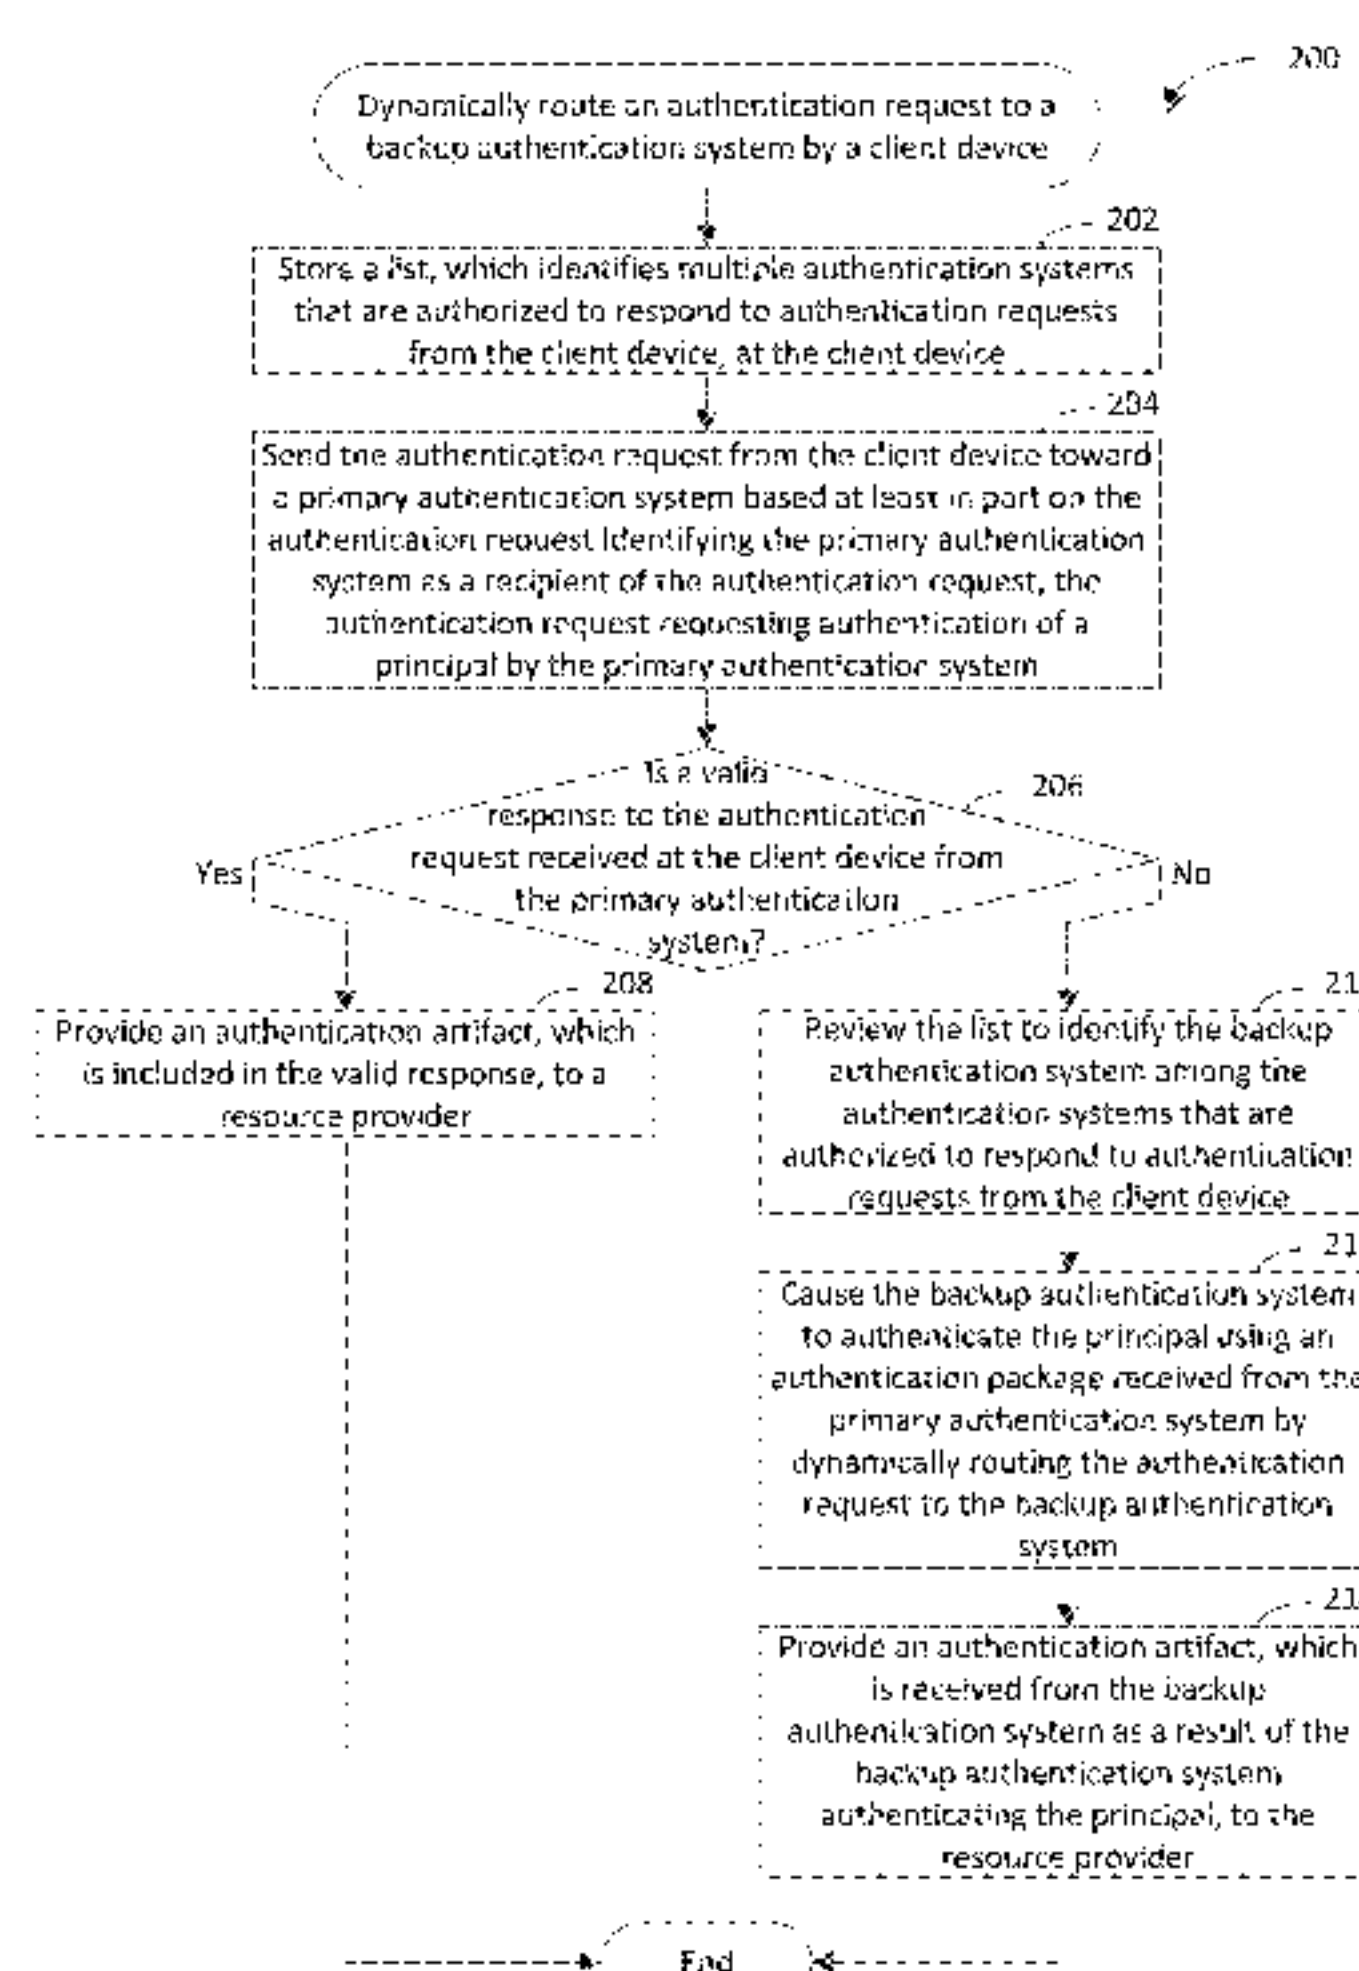 200
Dynamically route an authentication request to a
backup authentication system by a client device
202
Store a list, which identifies multiple authentication systems
that are authorized to respond to authentication requests
from the client device, at the client device
204
Send the authentication request from the client device toward
a primary authentication system based at least in part on the
authentication request identifying the primary authentication
system as a recipient of the authentication request, the
authentication request requesting authentication of a
principal by the primary authentication system
Is a valid
206
response to the authentication
request received at the client device from
Yes
No
the primary authentication
system?
208
Provide an authentication artifact, which
is included in the valid response, to a
resource provider
21
Review the list to identify the backup
authentication system among the
authentication systems that are
authorized to respond to authentication
requests from the client device
21
Cause the backup authentication system
to authenticate the principal using an
authentication package received from the
primary authentication system by
dynamically routing the authentication
request to the backup authentication
system
21
Provide an authentication artifact, which
is received from the backup
authentication system as a result of the
backup authentication system
authenticating the principal, to the
resource provider
End